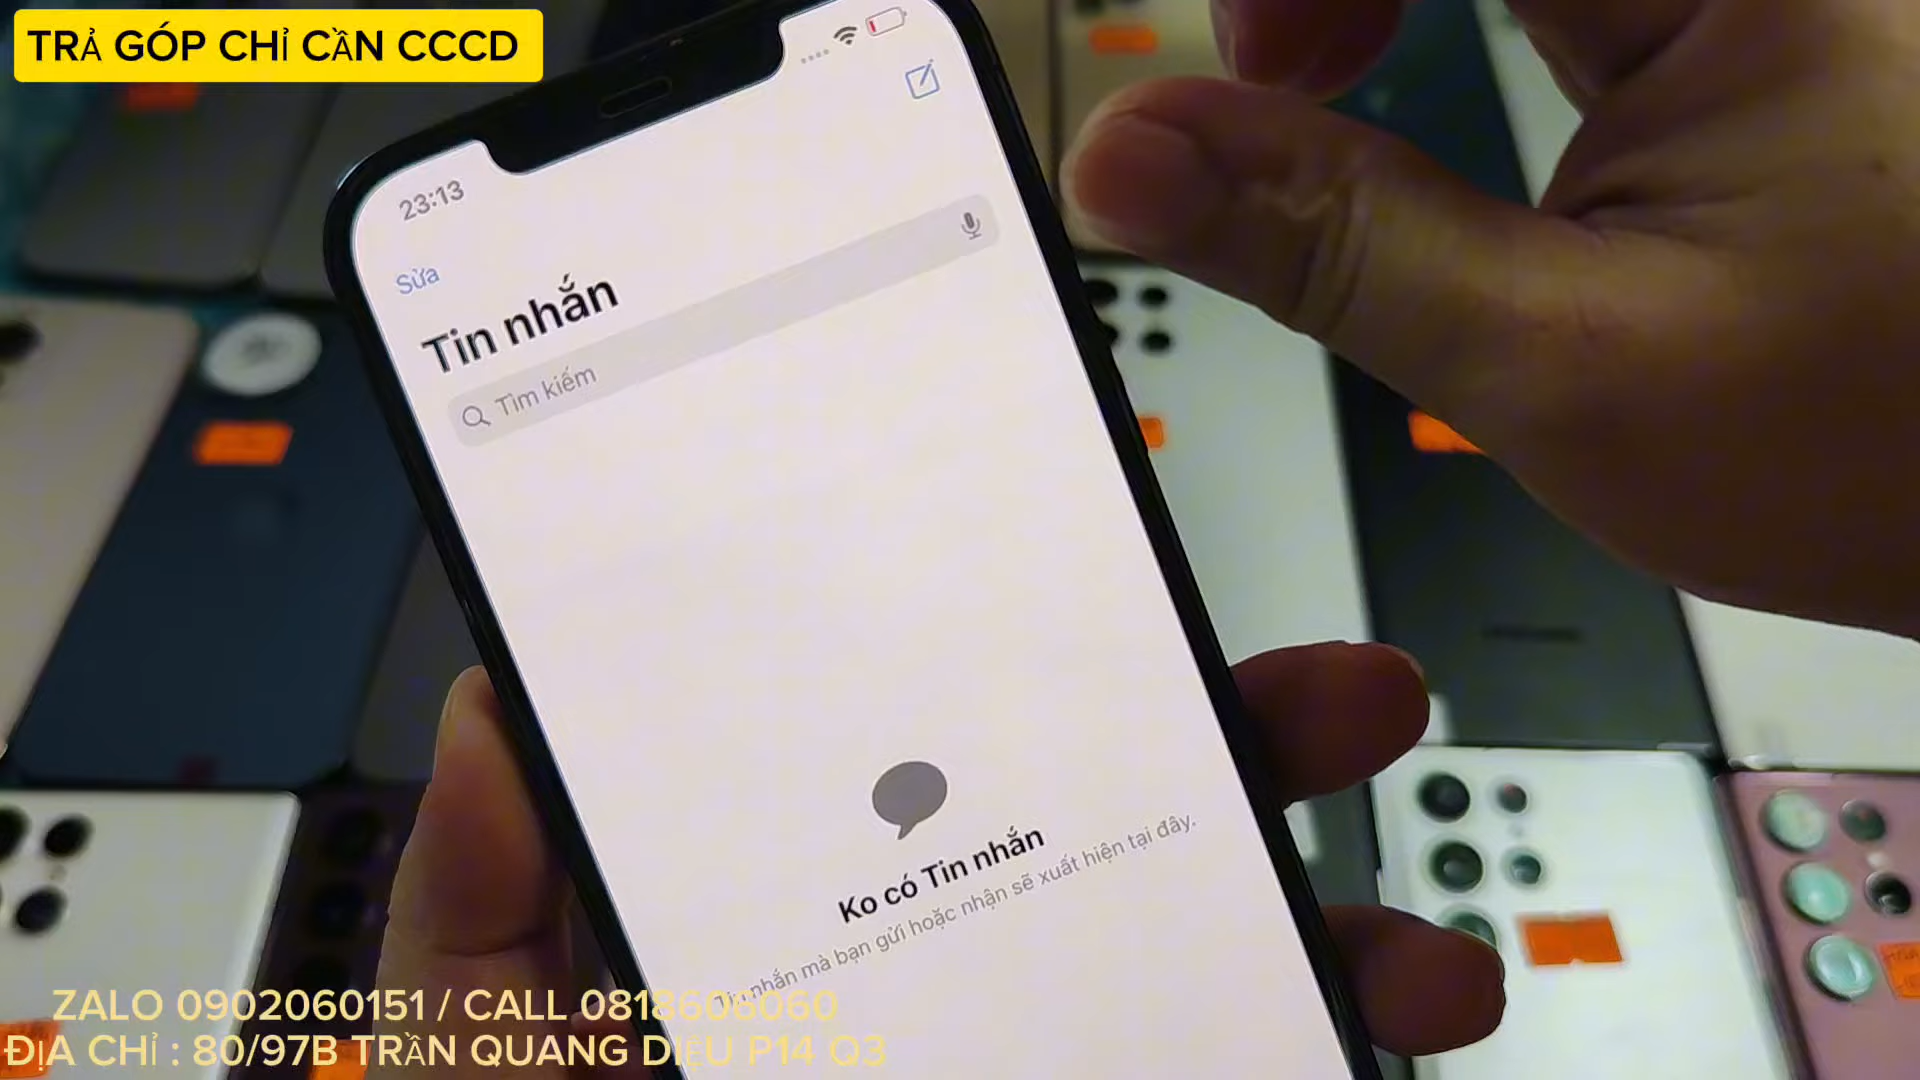 TRẢ GÓP CHỈ CẦN CCCD
23:13
Sửa
Tin nhắn
Tìm kiếm
Ko có Tin nhắn
Tin nhắn mà bạn gửi hoặc nhận sẽ xuất hiện tại đây.
ZALO 0902060151 / CALL 0818606060
ĐỊA CHỈ : 80/97B TRẦN QUANG DIỆU P14 Q3